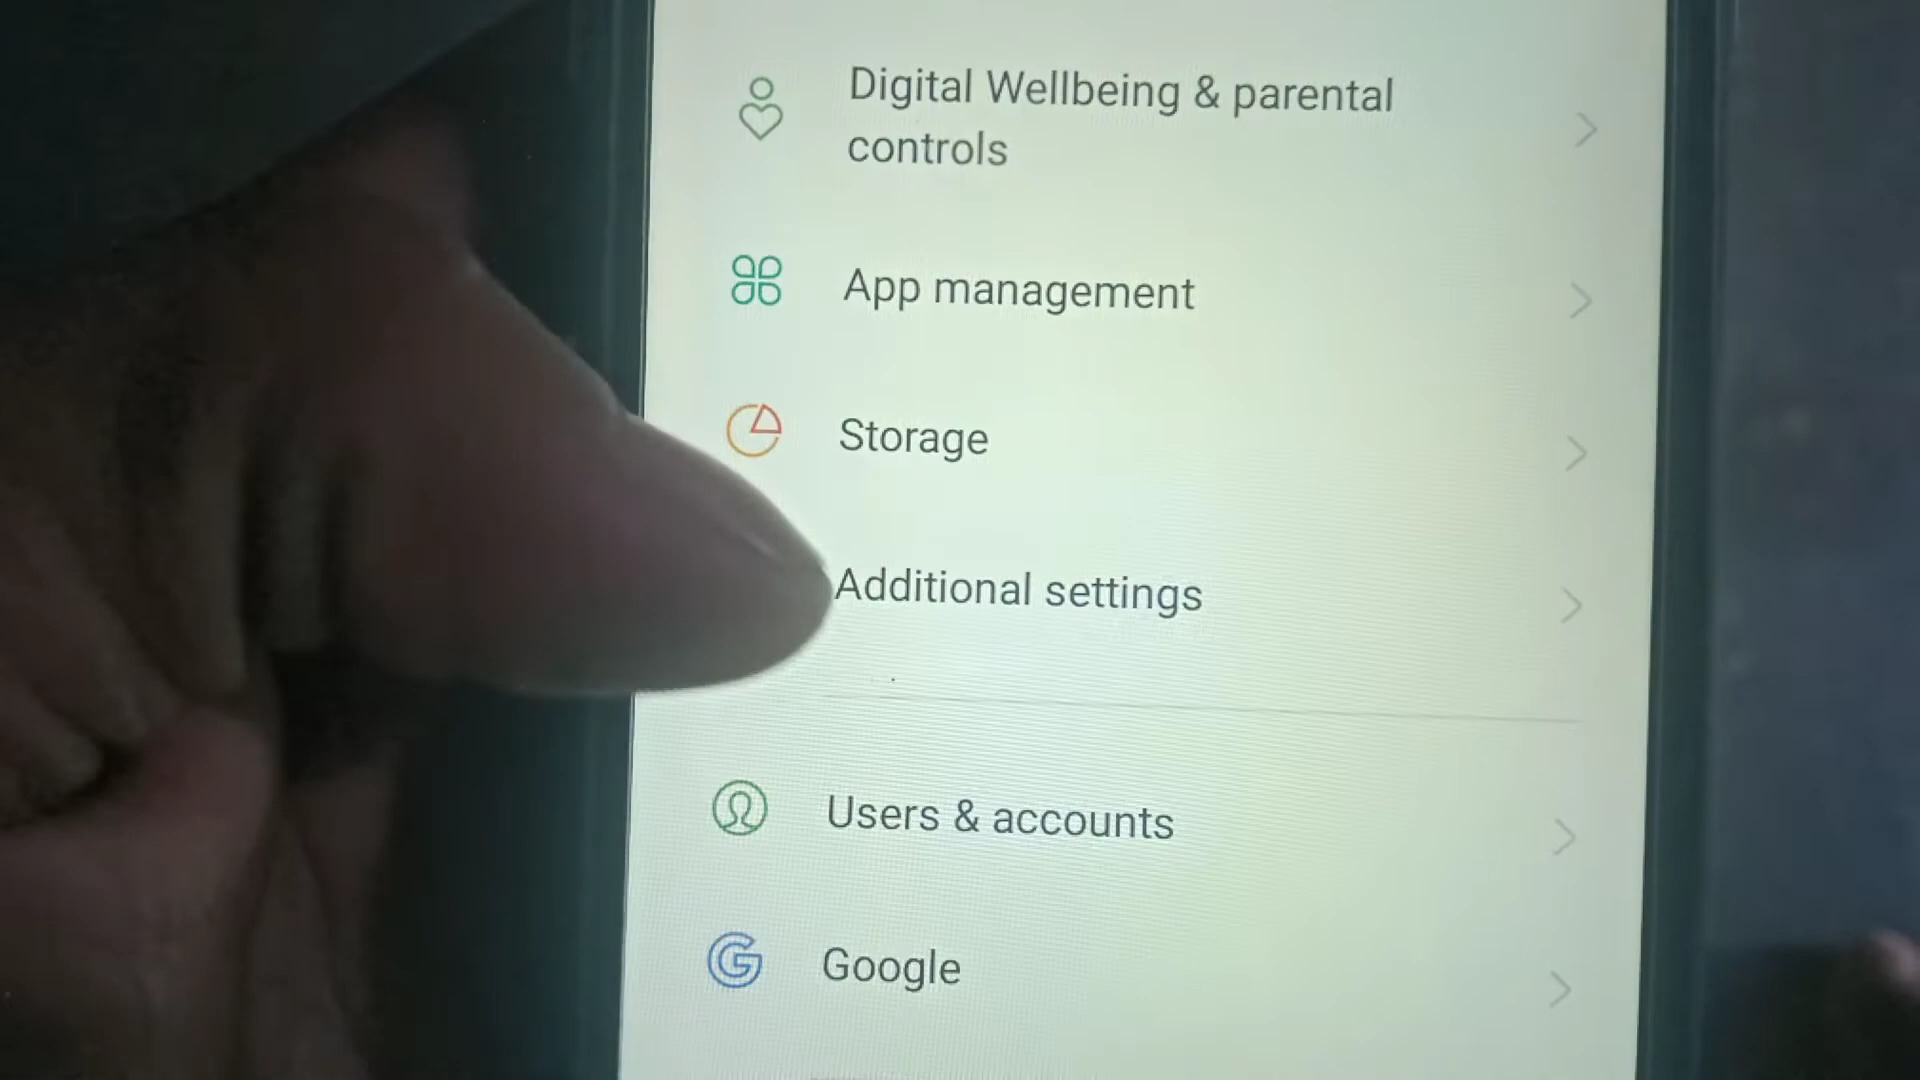 Digital Wellbeing & parental
controls
App management
Storage
Additional settings
Users & accounts
Google